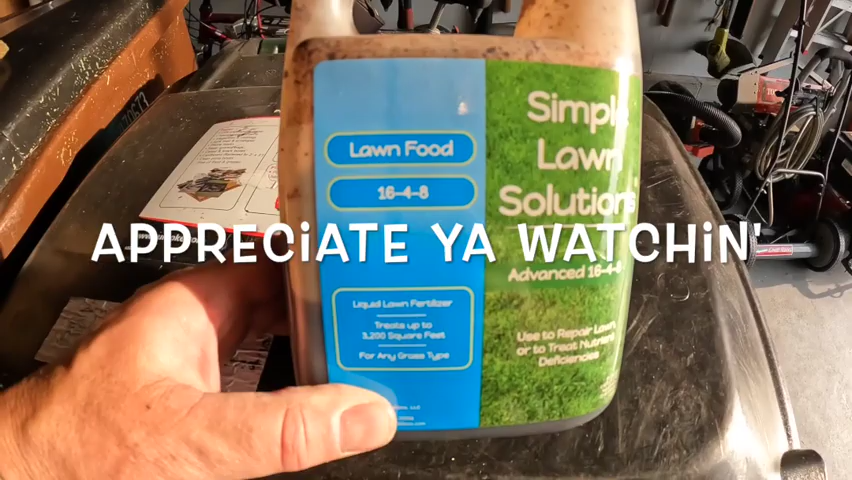 Lawn Food
16-4-8
Liquid Lawn Fertilizer
Treats up to
3,200 Square Feet
For Any Grass Type
Simple
Lawn
Solutions
Advanced 16-4-8
Use to Repair Lawn
or to Treat Nutrient
Deficiencies
APPRECiATE YA WATCHiN'